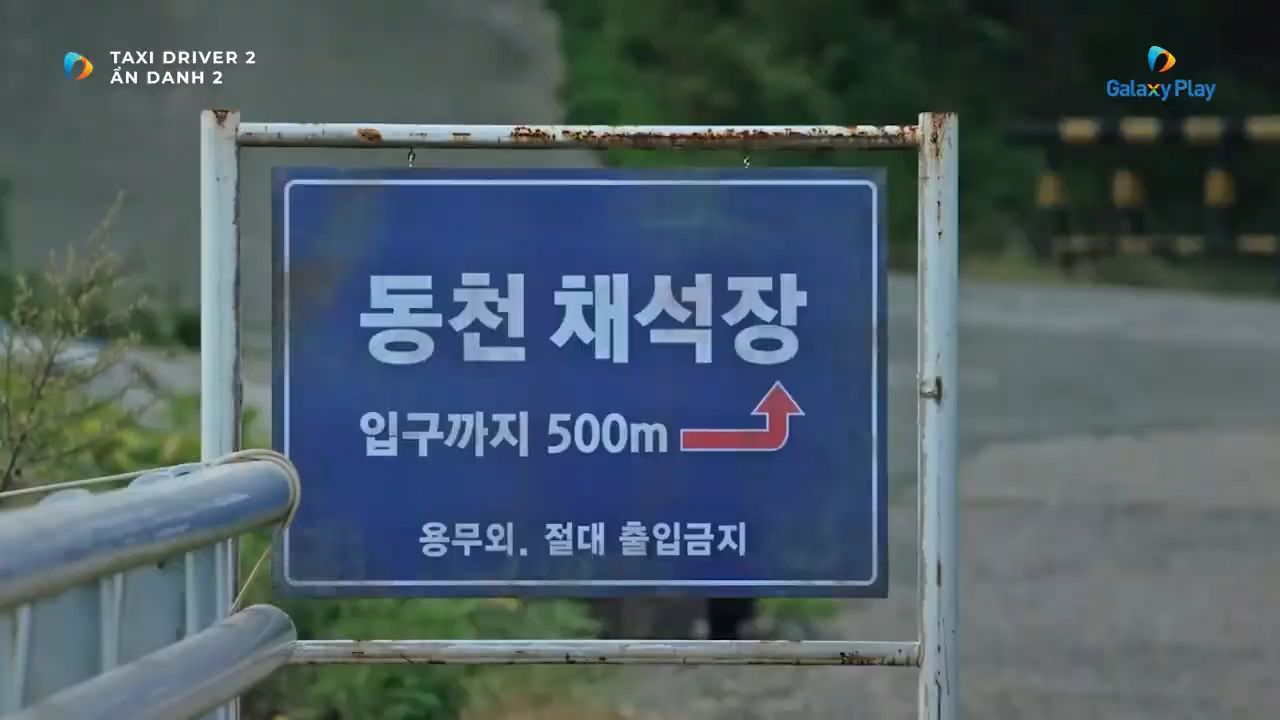 TAXI DRIVER 2
ẨN DANH 2
Galaxy Play
동천 채석장
입구까지 500m
용무외. 절대 출입금지